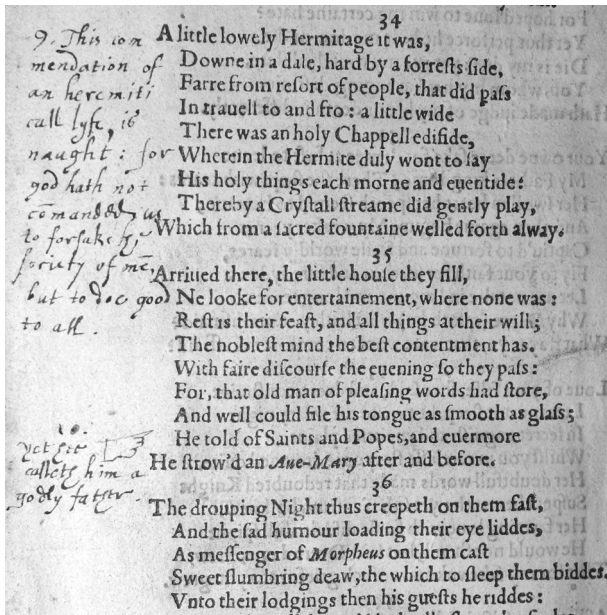 9. This com
mendation of
an heremiti
call lyfe, is
naught: for
god hath not
cōmanded us
to forsake yͤ
society of mē,
but to doe good
to all.
10.
yet hee
calleth him a
godly father.
34
A little lowely Hermitage it was,
Downe in a dale, hard by a forreſts ſide,
Farre from reſort of people, that did paſs
In trauell to and fro: a little wide
There was an holy Chappell edifide,
Wherein the Hermite duly wont to ſay
His holy things each morne and euentide:
Thereby a Cryſtall ſtreame did gently play,
Which from a ſacred fountaine welled forth alway.
35
Arriued there, the little houſe they fill,
Ne looke for entertainement, where none was:
Reſt is their feaſt, and all things at their will;
The nobleſt mind the beſt contentment has.
With faire diſcourſe the euening ſo they paſs:
For, that old man of pleaſing words had ſtore,
And well could file his tongue as ſmooth as glaſs;
He told of Saints and Popes, and euermore
He ſtrow'd an Aue-Mary after and before.
36
The drouping Night thus creepeth on them faſt,
And the ſad humour loading their eye liddes,
As meſſenger of Morpheus on them caſt
Sweet ſlumbring deaw, the which to ſleep them biddes.
Vnto their lodgings then his gueſts he riddes: